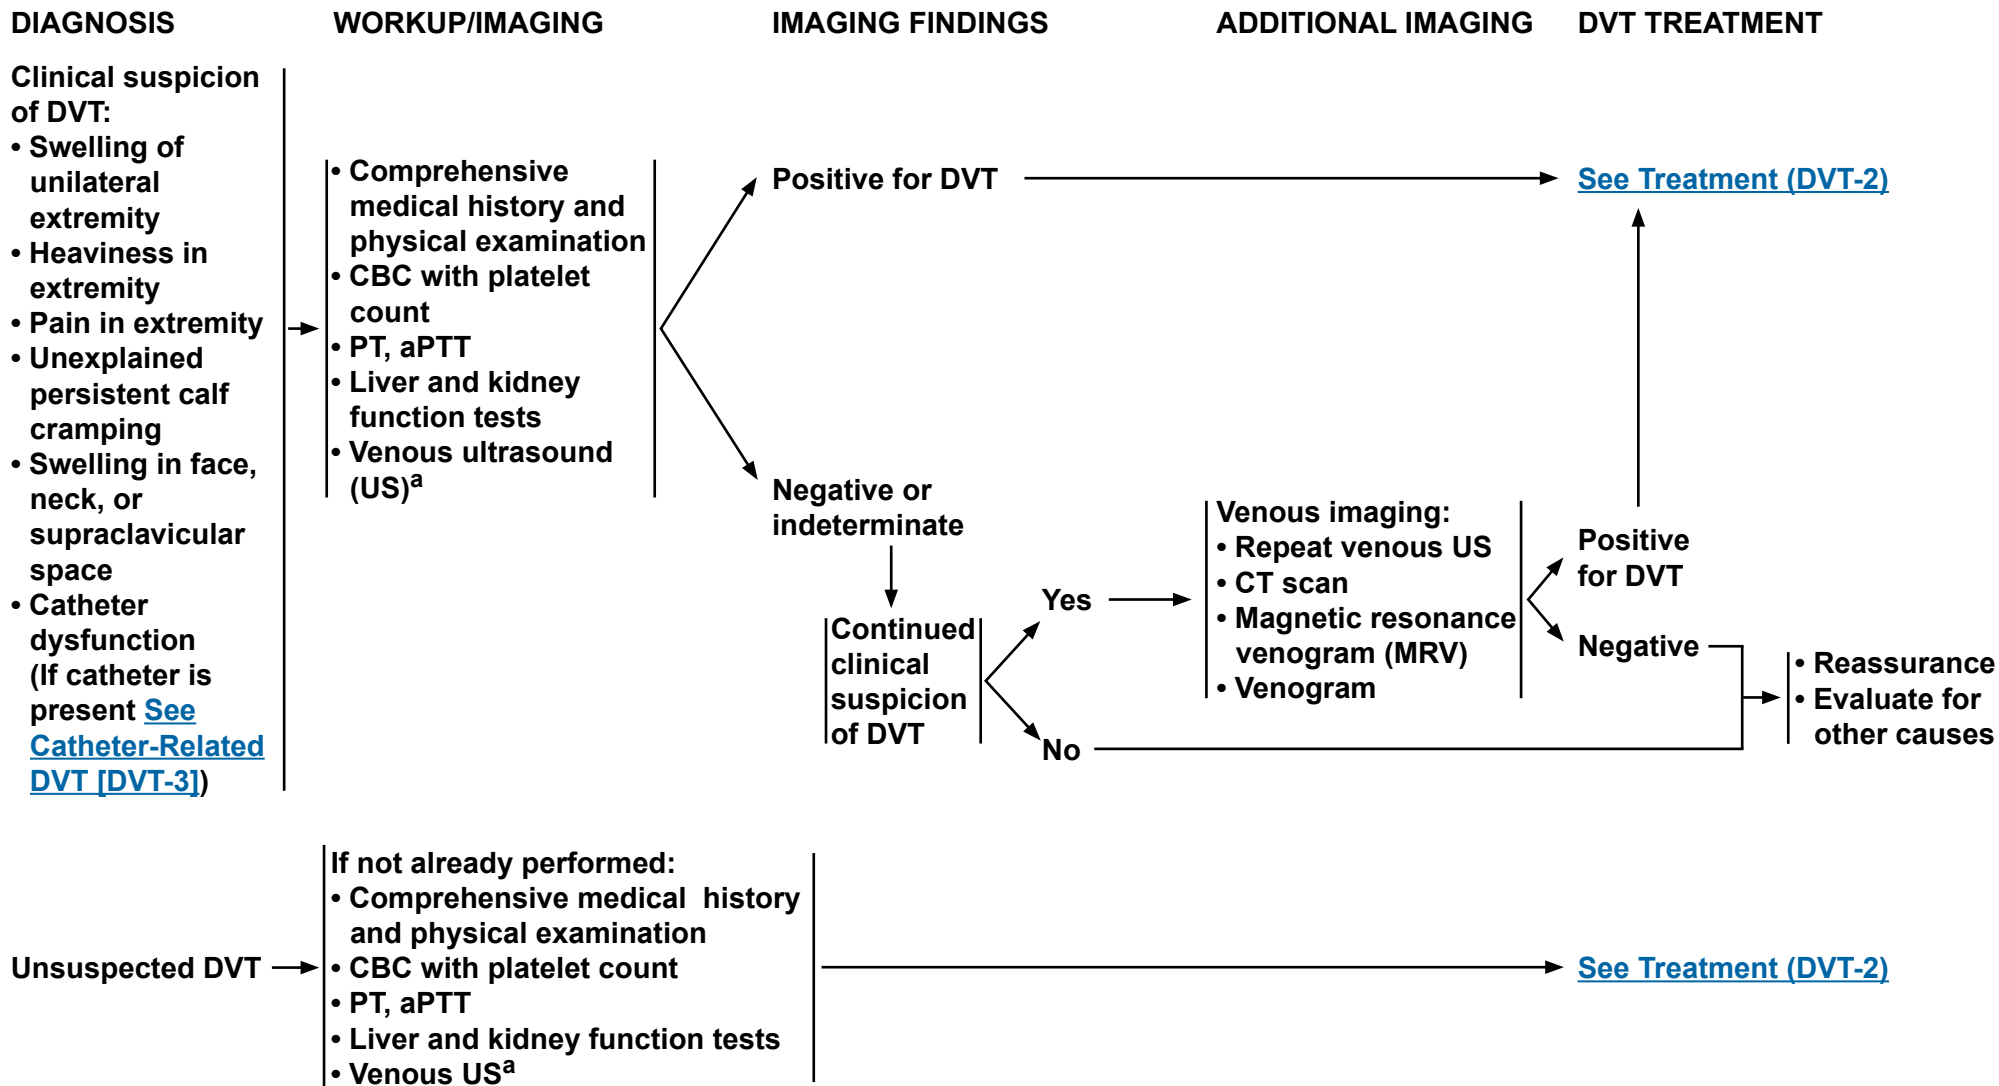 DIAGNOSIS
WORKUP/IMAGING
IMAGING FINDINGS
ADDITIONAL IMAGING
DVT TREATMENT
Clinical suspicion
of DVT:
• Swelling of
unilateral
extremity
• Heaviness in
extremity
• Pain in extremity
• Unexplained
persistent calf
cramping
• Swelling in face,
neck, or
supraclavicular
space
• Catheter
dysfunction
(If catheter is
present See
Catheter-Related
DVT [DVT-3])
• Comprehensive
medical history and
physical examination
• CBC with platelet
count
• PT, aPTT
• Liver and kidney
function tests
• Venous ultrasound
(US)a
Positive for DVT
See Treatment (DVT-2)
Negative or
indeterminate
Continued
clinical
suspicion
of DVT
Yes
No
Venous imaging:
• Repeat venous US
• CT scan
• Magnetic resonance
venogram (MRV)
• Venogram
Positive
for DVT
Negative
• Reassurance
• Evaluate for
other causes
Unsuspected DVT
If not already performed:
• Comprehensive medical history
and physical examination
• CBC with platelet count
• PT, aPTT
• Liver and kidney function tests
• Venous USa
See Treatment (DVT-2)